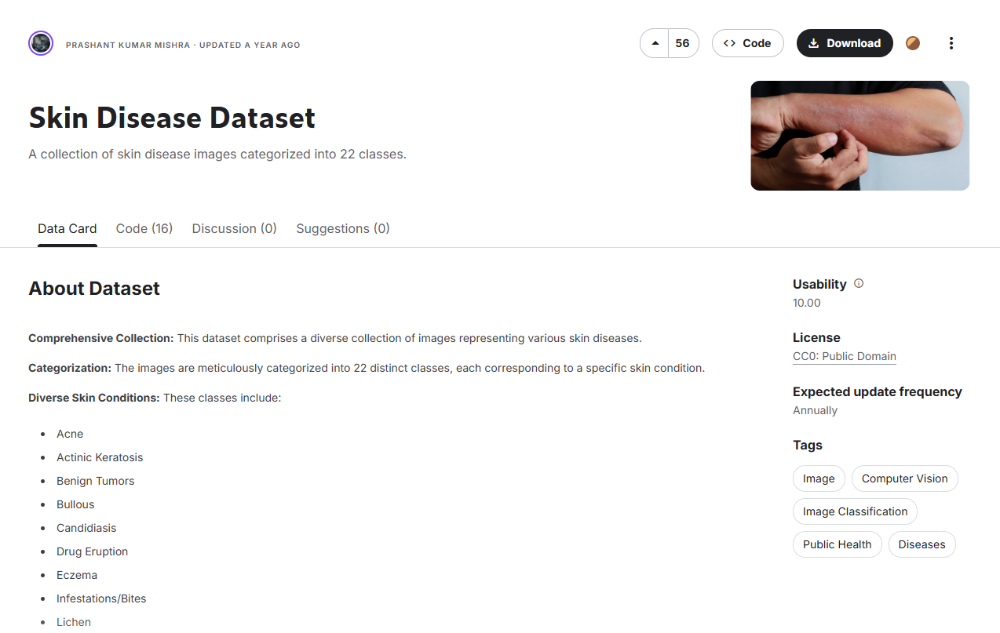 PRASHANT KUMAR MISHRA · UPDATED A YEAR AGO
56
Code
Download
Skin Disease Dataset
A collection of skin disease images categorized into 22 classes.
Data Card
Code (16)
Discussion (0)
Suggestions (0)
About Dataset
Comprehensive Collection: This dataset comprises a diverse collection of images representing various skin diseases.
Categorization: The images are meticulously categorized into 22 distinct classes, each corresponding to a specific skin condition.
Diverse Skin Conditions: These classes include:
Acne
Actinic Keratosis
Benign Tumors
Bullous
Candidiasis
Drug Eruption
Eczema
Infestations/Bites
Lichen
Usability
10.00
License
CC0: Public Domain
Expected update frequency
Annually
Tags
Image
Computer Vision
Image Classification
Public Health
Diseases